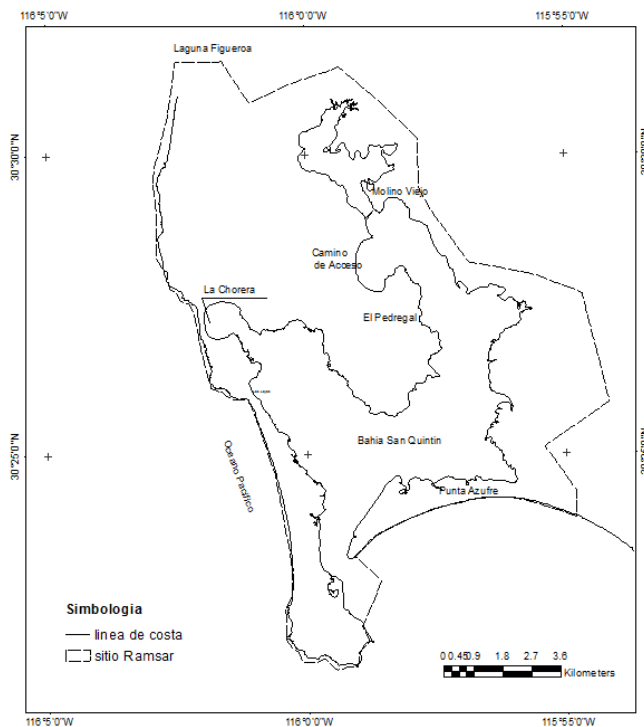 116°5'0"W 116°0'0"W 115°55'0"W
Laguna Figueroa
30°30'0"N
Molino Viejo
Camino
de Acceso
La Chorera
El Pedregal
Bahia San Quintin
30°25'0"N
Oceano Pacifico
Punta Azufre
Simbologia
linea de costa
sitio Ramsar
0 0.45 0.9 1.8 2.7 3.6
Kilometers
116°5'0"W 116°0'0"W 115°55'0"W